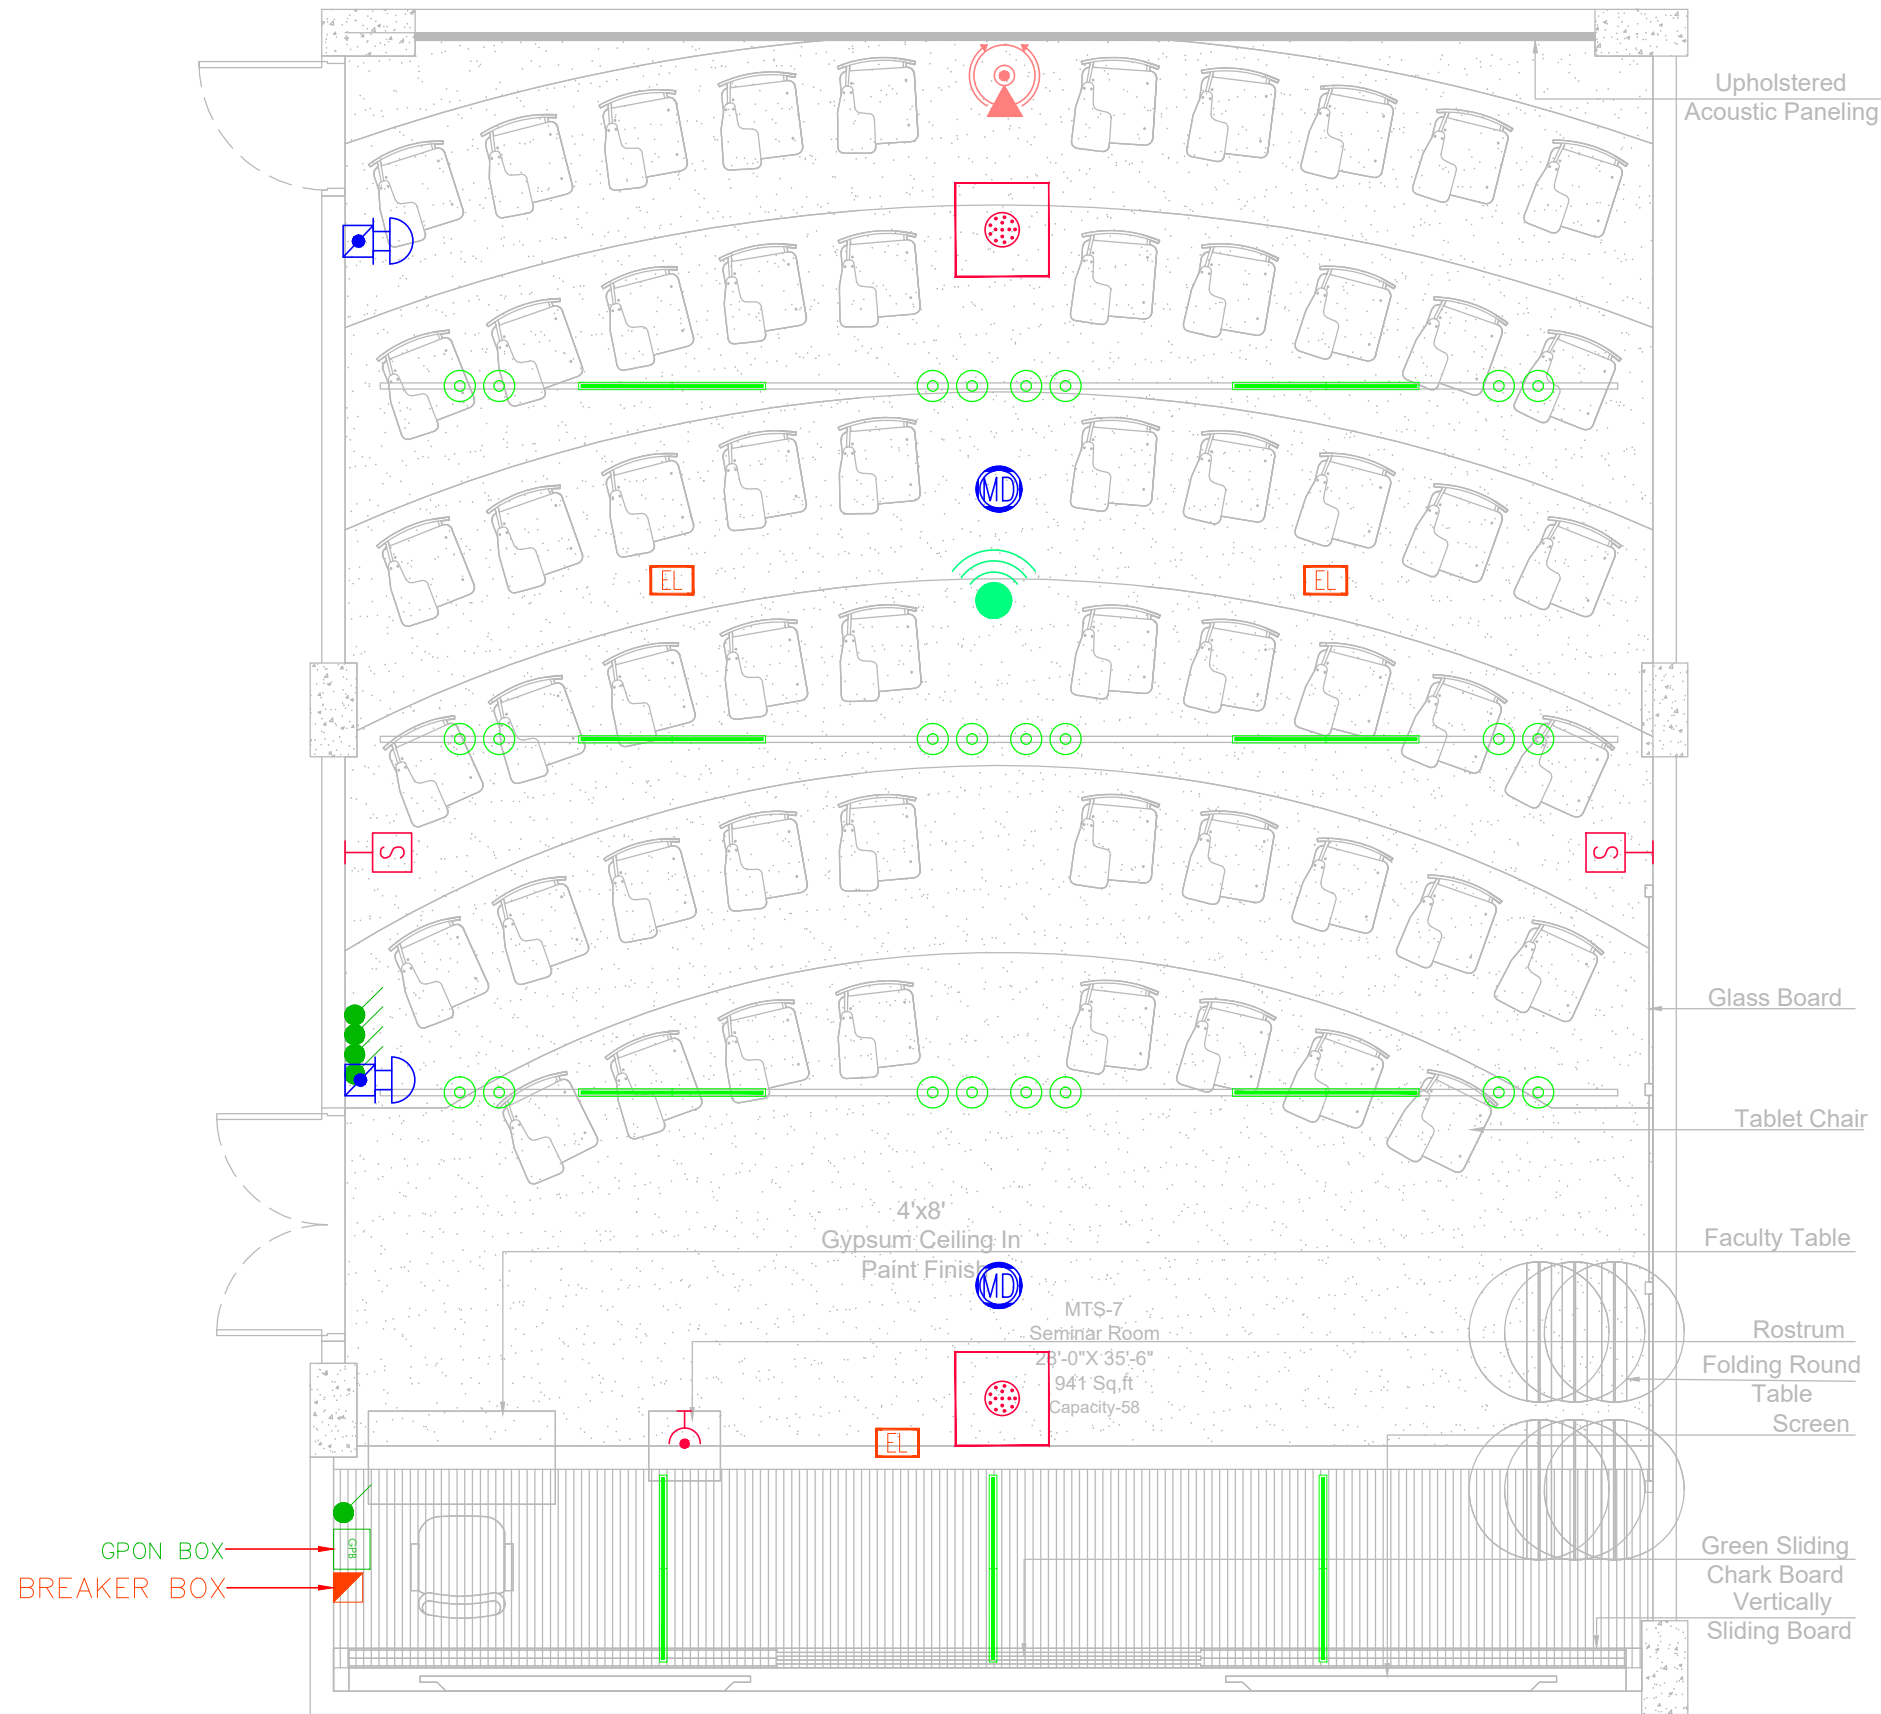 Upholstered
Acoustic Paneling
MD
EL
EL
S
S
Glass Board
Tablet Chair
4'x8'
Gypsum Ceiling In
Paint Finish
Faculty Table
MD
MTS-7
Seminar Room
28'-0"X 35'-6"
941 Sq,ft
Capacity-58
Rostrum
Folding Round
Table
Screen
EL
GPON BOX
GPB
BREAKER BOX
Green Sliding
Chark Board
Vertically
Sliding Board